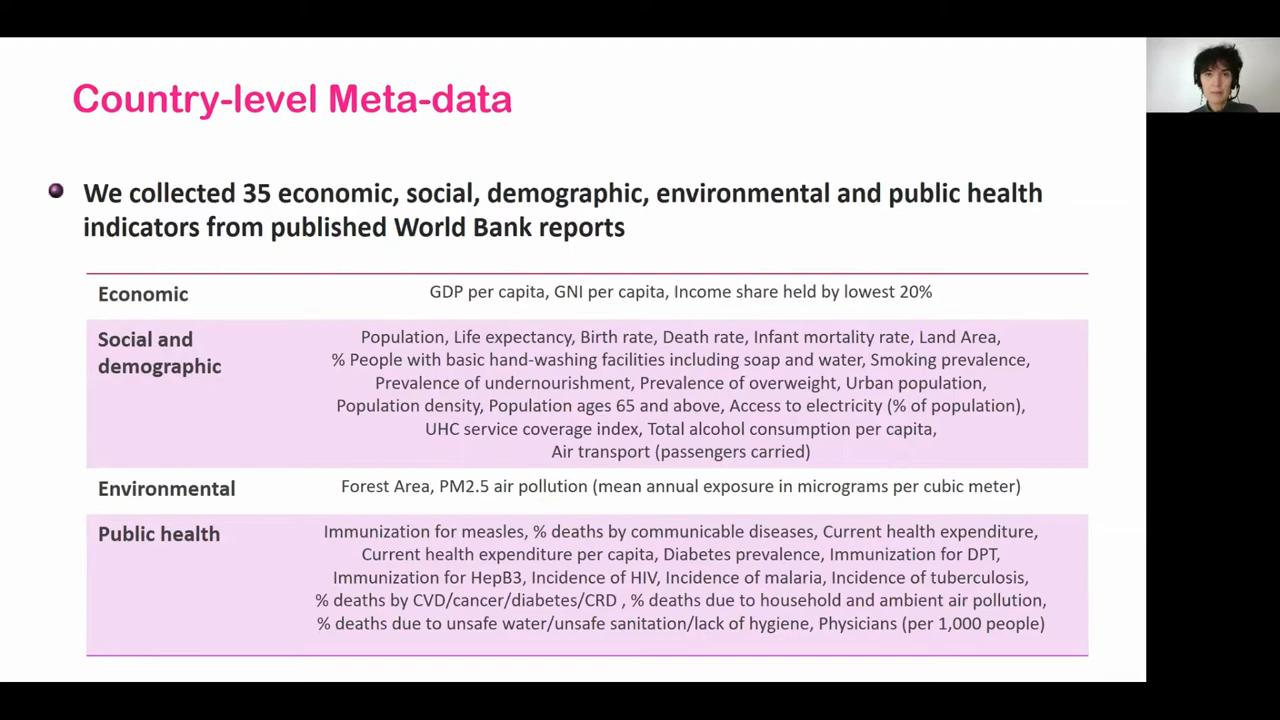 Country-level Meta-data
We collected 35 economic, social, demographic, environmental and public health
indicators from published World Bank reports
Economic
GDP per capita, GNI per capita, Income share held by lowest 20%
Social and
demographic
Population, Life expectancy, Birth rate, Death rate, Infant mortality rate, Land Area,
% People with basic hand-washing facilities including soap and water, Smoking prevalence,
Prevalence of undernourishment, Prevalence of overweight, Urban population,
Population density, Population ages 65 and above, Access to electricity (% of population),
UHC service coverage index, Total alcohol consumption per capita,
Air transport (passengers carried)
Environmental
Forest Area, PM2.5 air pollution (mean annual exposure in micrograms per cubic meter)
Public health
Immunization for measles, % deaths by communicable diseases, Current health expenditure,
Current health expenditure per capita, Diabetes prevalence, Immunization for DPT,
Immunization for HepB3, Incidence of HIV, Incidence of malaria, Incidence of tuberculosis,
% deaths by CVD/cancer/diabetes/CRD , % deaths due to household and ambient air pollution,
% deaths due to unsafe water/unsafe sanitation/lack of hygiene, Physicians (per 1,000 people)